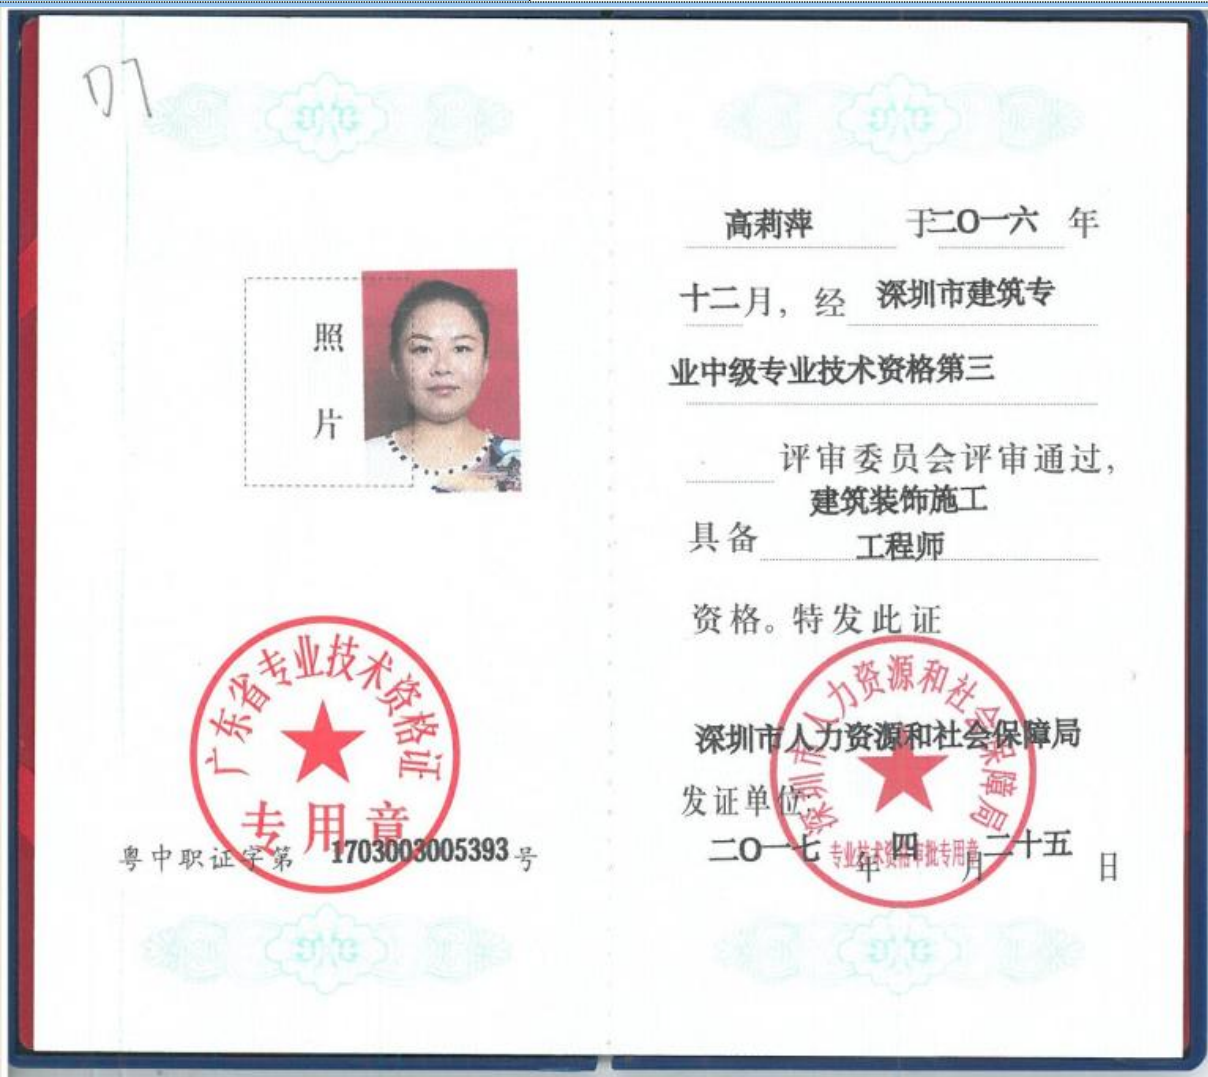 D7
照
片
广东省专业技术资格证
专用章
粤中职证字第 1703003005393 号
高莉萍 于二〇一六 年
十二月，经 深圳市建筑专
业中级专业技术资格第三
评审委员会评审通过，
建筑装饰施工
具备 工程师
资格。特发此证
深圳市人力资源和社会保障局
深圳市人力资源和社会保障局
发证单位：
专业技术资格审批专用章
二〇一七 年 四 月 二十五 日